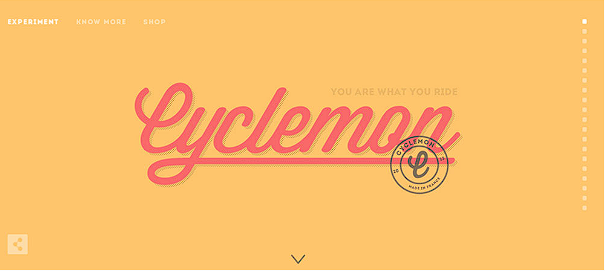 EXPERIMENT KNOW MORE SHOP
YOU ARE WHAT YOU RIDE
Cyclemon
CYCLEMON
C
MADE IN FRANCE